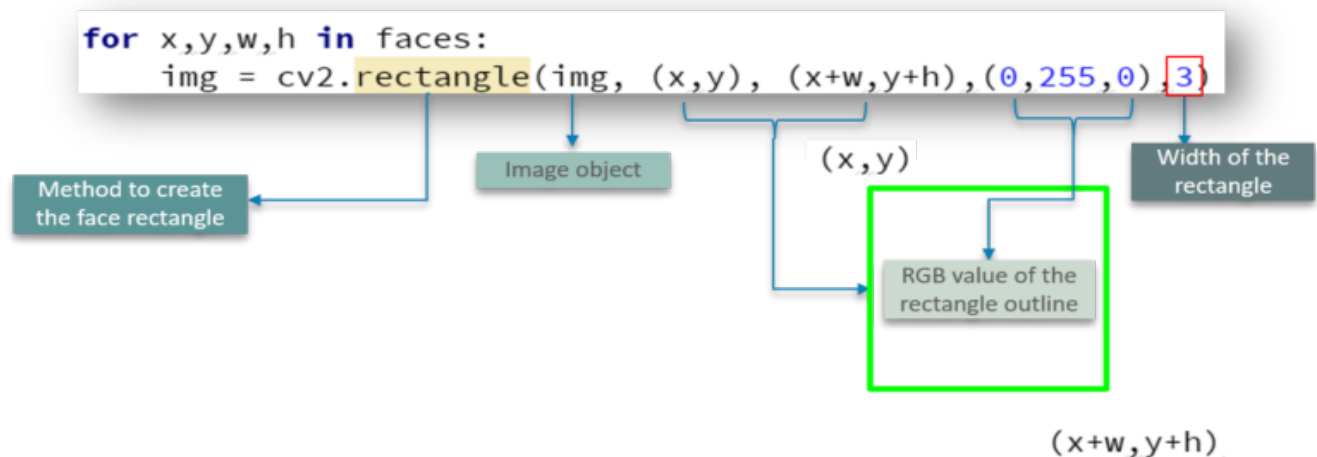 for x,y,w,h in faces:
    img = cv2.rectangle(img, (x,y), (x+w,y+h),(0,255,0),3)
(x,y)
Image object
Width of the
rectangle
Method to create
the face rectangle
RGB value of the
rectangle outline
(x+w,y+h)